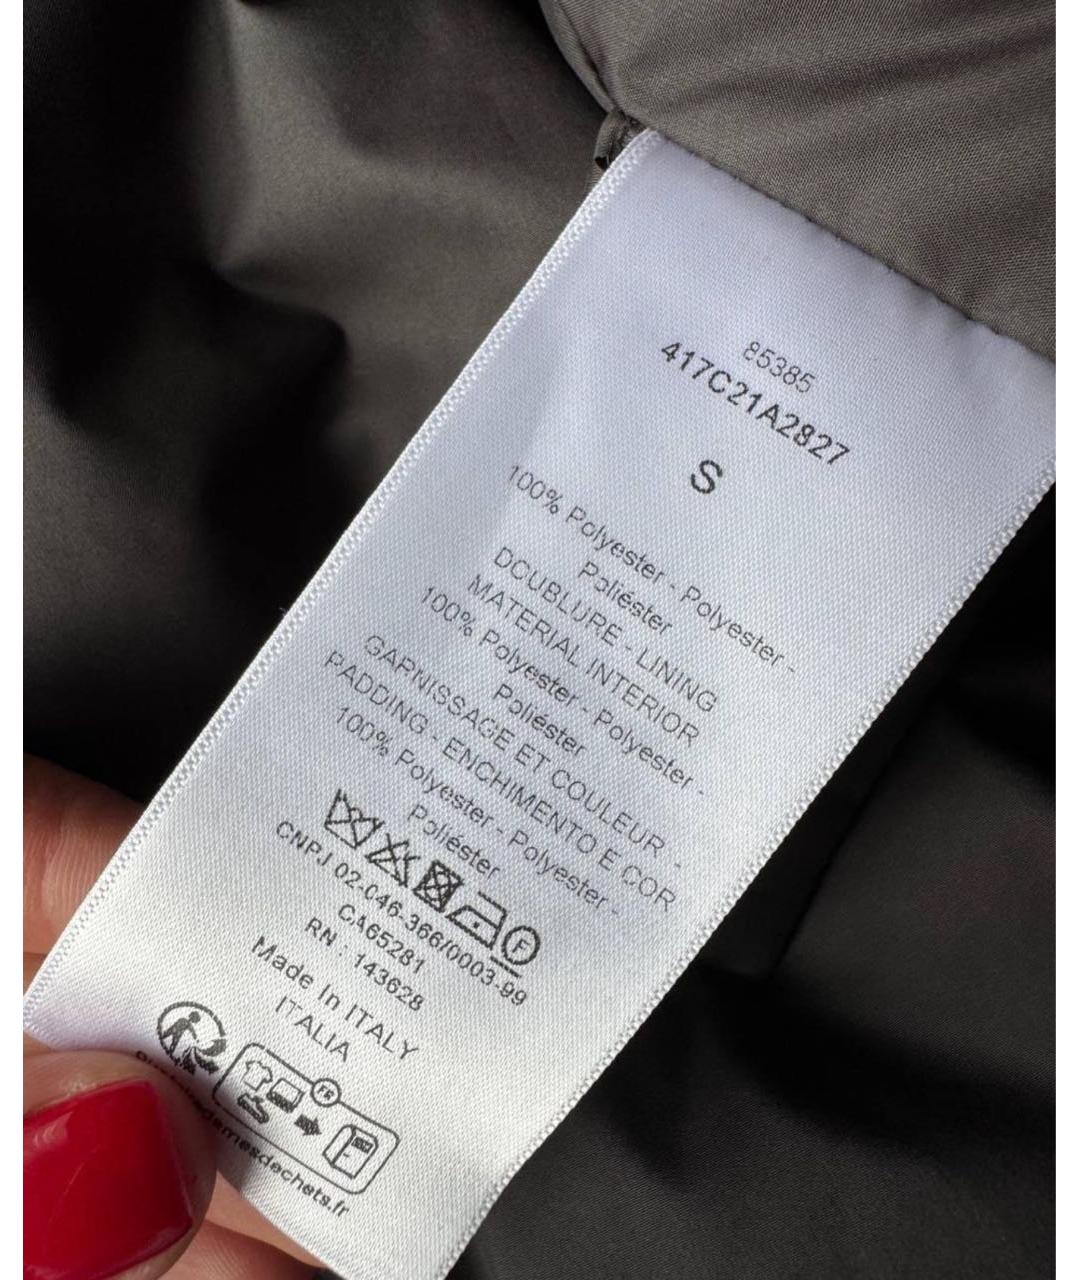 85385
417C21A2827
S
100% Polyester - Polyester -
Poliéster
DOUBLURE - LINING
MATERIAL INTERIOR
100% Polyester - Polyester -
Poliéster
GARNISSAGE ET COULEUR -
PADDING - ENCHIMENTO E COR
100% Polyester - Polyester -
Poliéster
F
CNPJ 02-046-366/0003-99
CA65281
RN : 143628
Made In ITALY
ITALIA
FR